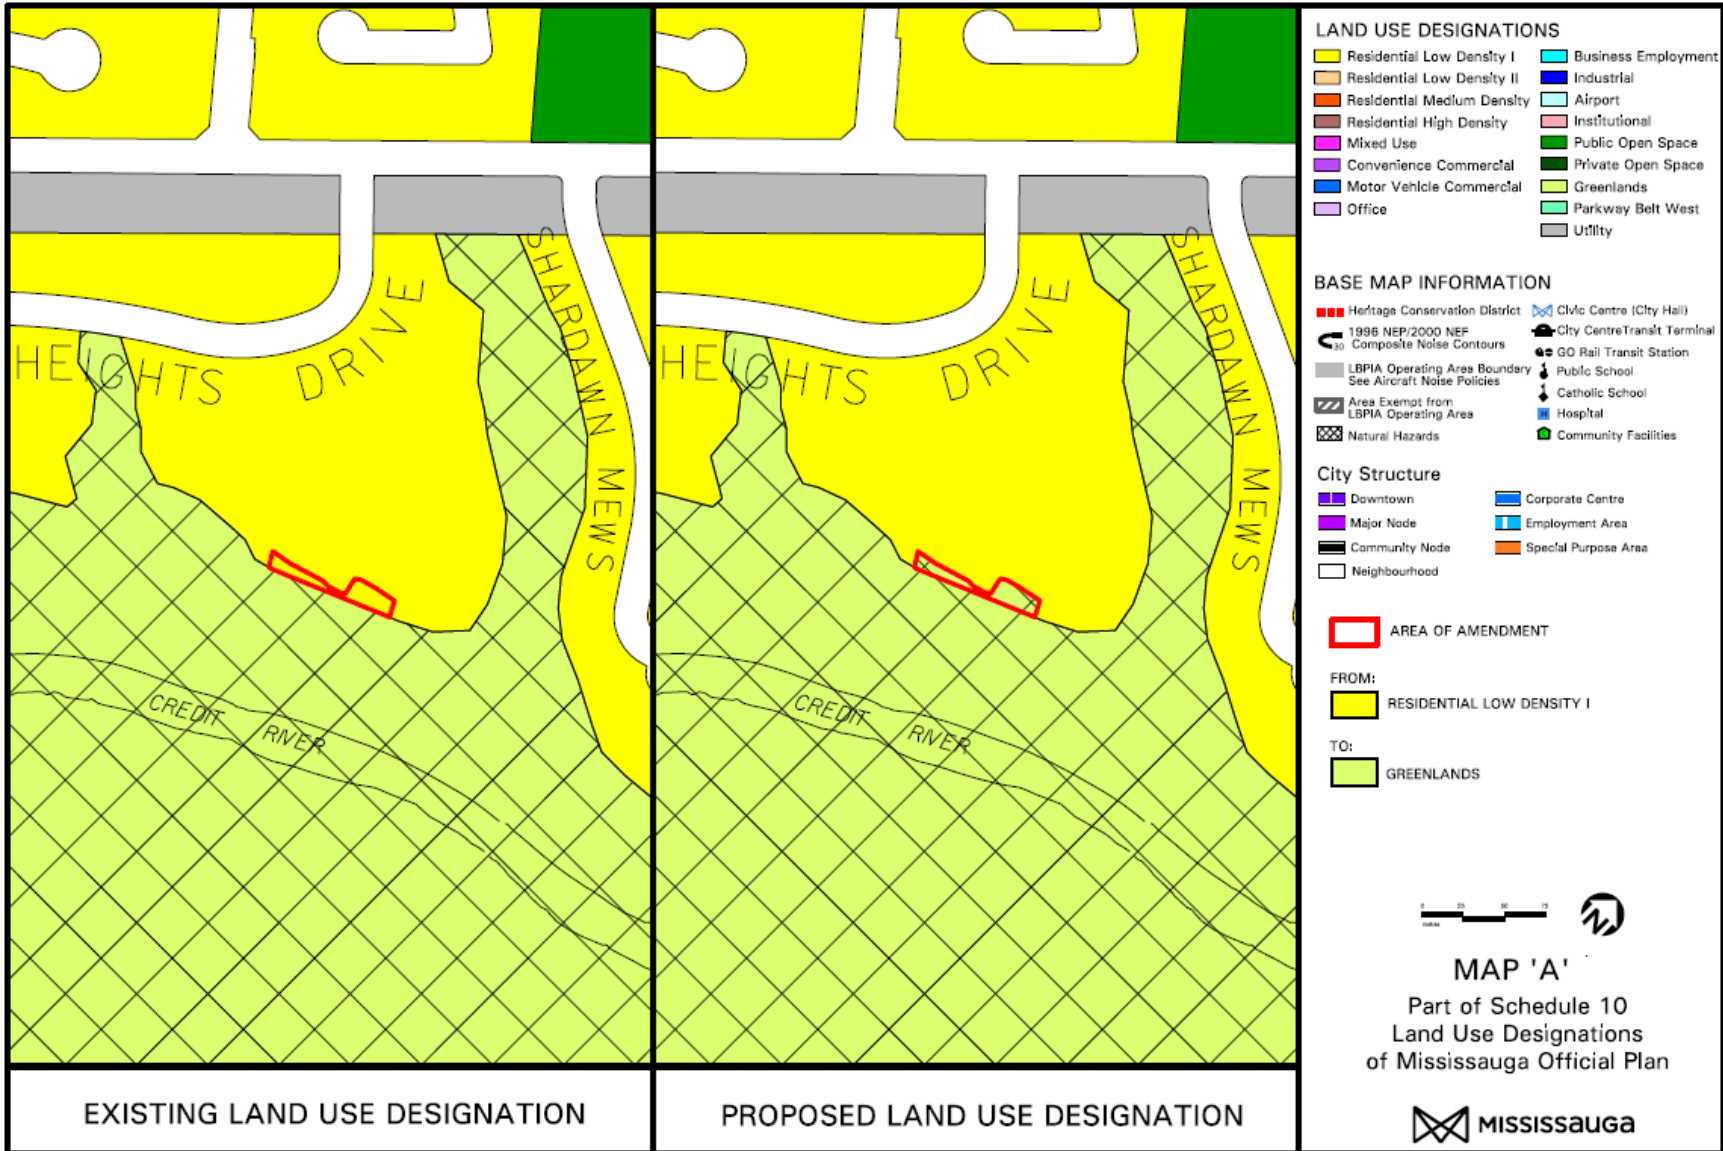 HEIGHTS DRIVE
SHARDAWN MEWS
CREDIT RIVER
EXISTING LAND USE DESIGNATION
HEIGHTS DRIVE
SHARDAWN MEWS
CREDIT RIVER
PROPOSED LAND USE DESIGNATION
LAND USE DESIGNATIONS
Residential Low Density I
Residential Low Density II
Residential Medium Density
Residential High Density
Mixed Use
Convenience Commercial
Motor Vehicle Commercial
Office
Business Employment
Industrial
Airport
Institutional
Public Open Space
Private Open Space
Greenlands
Parkway Belt West
Utility
BASE MAP INFORMATION
Heritage Conservation District
30
1996 NEP/2000 NEF
Composite Noise Contours
LBPIA Operating Area Boundary
See Aircraft Noise Policies
Area Exempt from
LBPIA Operating Area
Natural Hazards
Civic Centre (City Hall)
City CentreTransit Terminal
GO Rail Transit Station
Public School
Catholic School
H
Hospital
Community Facilities
City Structure
Downtown
Major Node
Community Node
Neighbourhood
Corporate Centre
Employment Area
Special Purpose Area
AREA OF AMENDMENT
FROM:
RESIDENTIAL LOW DENSITY I
TO:
GREENLANDS
0 25 50 75
metres
MAP 'A'
Part of Schedule 10
Land Use Designations
of Mississauga Official Plan
MISSISSAUGA